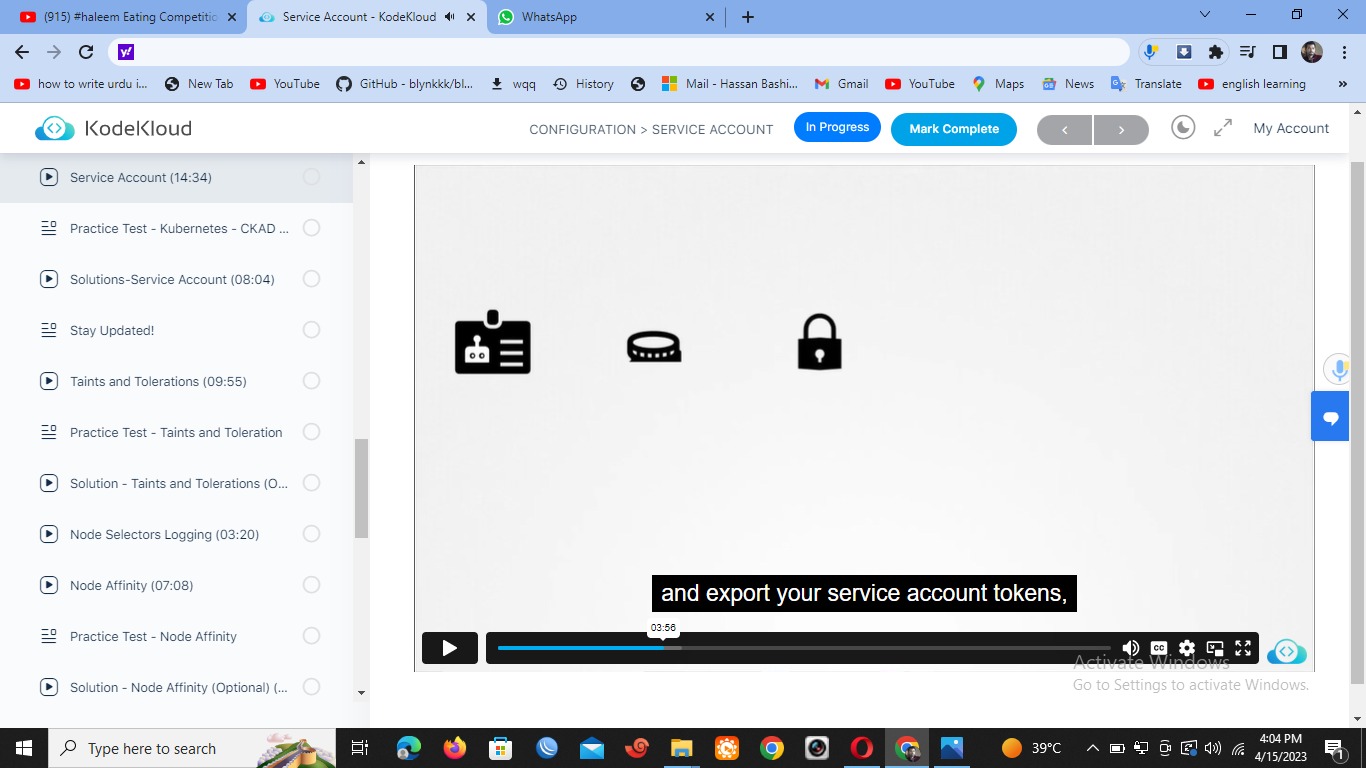 (915) #haleem Eating Competitio
Service Account - KodeKloud
WhatsApp
y!
how to write urdu i...
New Tab
YouTube
GitHub - blynkkk/bl...
wqq
History
Mail - Hassan Bashi...
Gmail
YouTube
Maps
News
Translate
english learning
»
KodeKloud
CONFIGURATION > SERVICE ACCOUNT
In Progress
Mark Complete
My Account
Service Account (14:34)
Practice Test - Kubernetes - CKAD ...
Solutions-Service Account (08:04)
Stay Updated!
Taints and Tolerations (09:55)
Practice Test - Taints and Toleration
Solution - Taints and Tolerations (O...
Node Selectors Logging (03:20)
Node Affinity (07:08)
Practice Test - Node Affinity
Solution - Node Affinity (Optional) (...
and export your service account tokens,
03:56
CC
Activate Windows
Go to Settings to activate Windows.
Type here to search
39°C
4:04 PM
4/15/2023
1